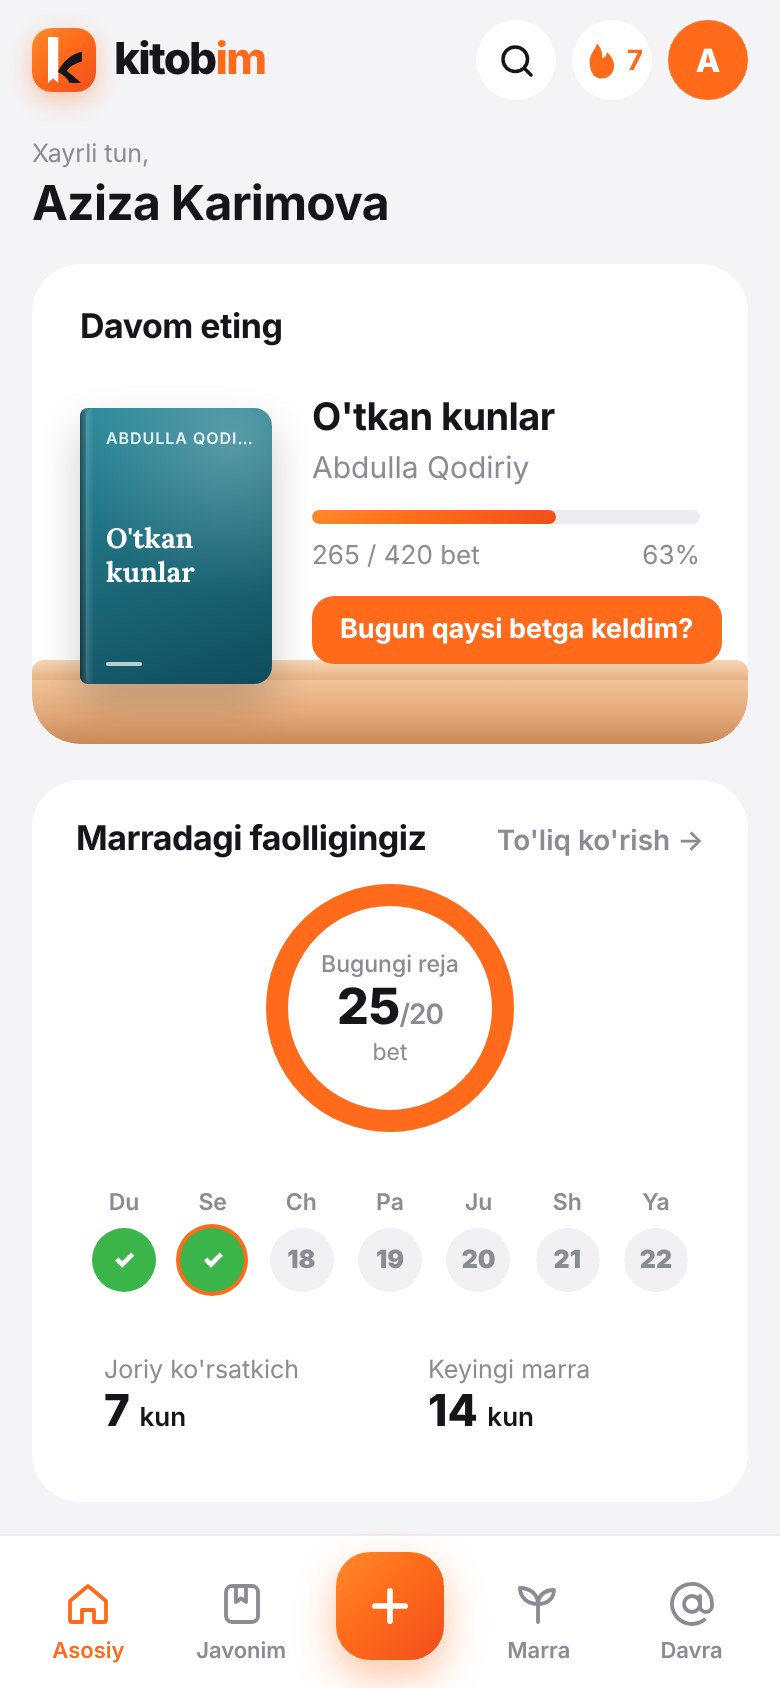 kitobim
7
A
Xayrli tun,
Aziza Karimova
Davom eting
ABDULLA QODI...
O'tkan
kunlar
O'tkan kunlar
Abdulla Qodiriy
265 / 420 bet
63%
Bugun qaysi betga keldim?
Marradagi faolligingiz
To'liq ko'rish →
Bugungi reja
25/20
bet
Du Se Ch Pa Ju Sh Ya
18 19 20 21 22
Joriy ko'rsatkich
7 kun
Keyingi marra
14 kun
Asosiy
Javonim
Marra
Davra